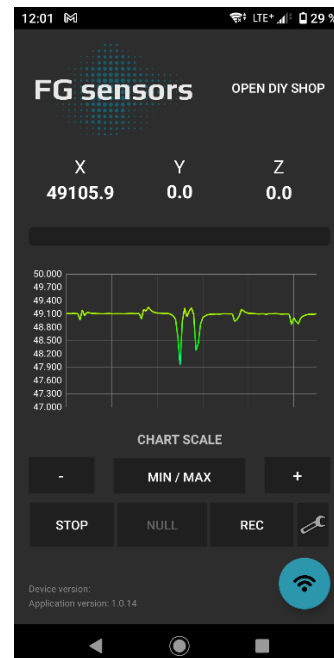 12:01 LTE+ 29 %
FG sensors
OPEN DIY SHOP
X Y Z
49105.9 0.0 0.0
50.000
49.700
49.400
49.100
48.800
48.500
48.200
47.900
47.600
47.300
47.000
CHART SCALE
- MIN / MAX +
STOP NULL REC
Device version:
Application version: 1.0.14